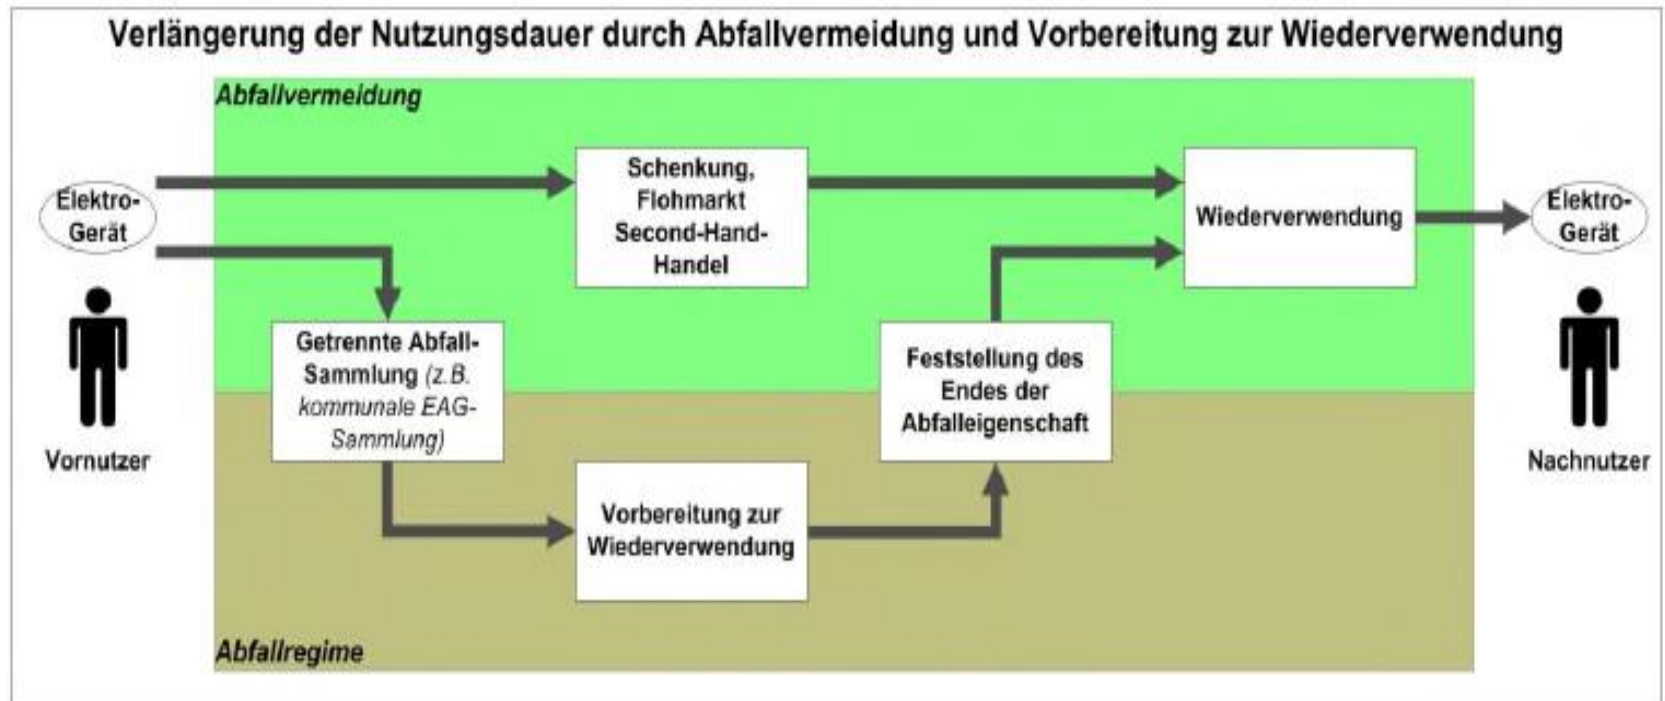 Verlängerung der Nutzungsdauer durch Abfallvermeidung und Vorbereitung zur Wiederverwendung
Abfallvermeidung
Elektro-
Gerät
Vornutzer
Schenkung,
Flohmarkt
Second-Hand-
Handel
Wiederverwendung
Elektro-
Gerät
Nachnutzer
Getrennte Abfall-
Sammlung (z.B.
kommunale EAG-
Sammlung)
Feststellung des
Endes der
Abfalleigenschaft
Vorbereitung zur
Wiederverwendung
Abfallregime